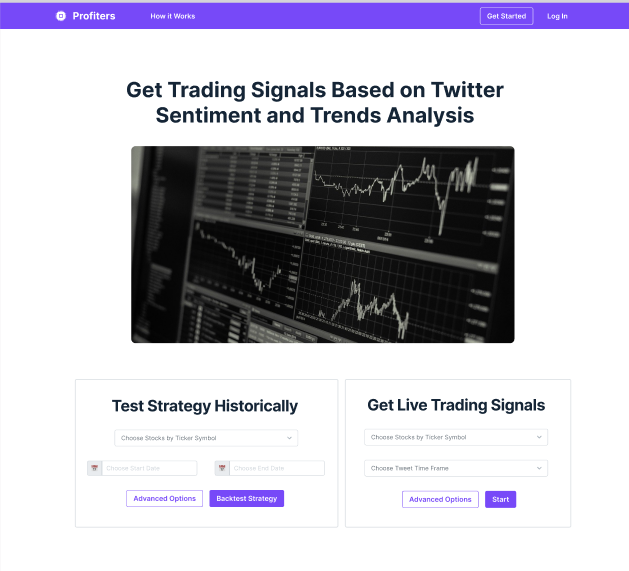 Profiters
How it Works
Get Started
Log In
Get Trading Signals Based on Twitter
Sentiment and Trends Analysis
Test Strategy Historically
Choose Stocks by Ticker Symbol
Choose Start Date
Choose End Date
Advanced Options
Backtest Strategy
Get Live Trading Signals
Choose Stocks by Ticker Symbol
Choose Tweet Time Frame
Advanced Options
Start